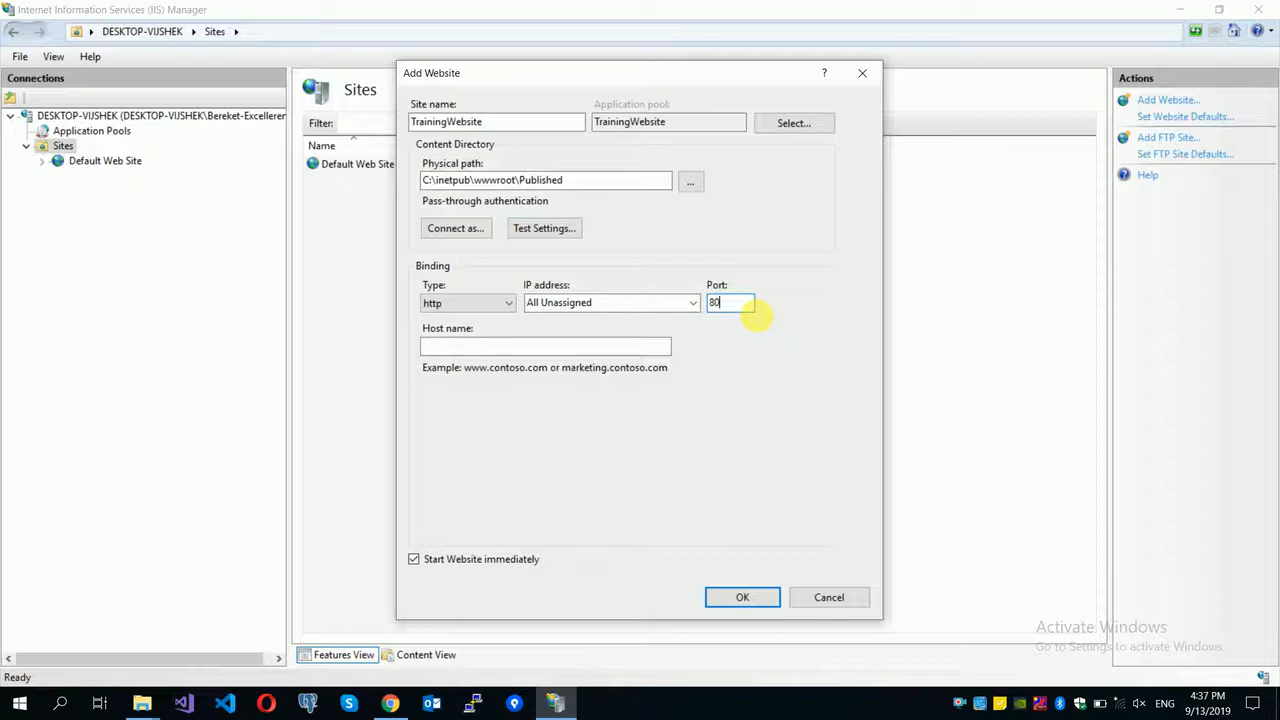 Internet Information Services (IIS) Manager
DESKTOP-VIJSHEK
Sites
File View Help
Connections
DESKTOP-VIJSHEK (DESKTOP-VIJSHEK\Bereket-Excelleren
Application Pools
Sites
Default Web Site
Sites
Filter:
Name
Default Web Site
Add Website
?
Site name:
Application pool:
TrainingWebsite
TrainingWebsite
Select...
Content Directory
Physical path:
C:\inetpub\wwwroot\Published
...
Pass-through authentication
Connect as...
Test Settings...
Binding
Type:
IP address:
Port:
http
All Unassigned
80
Host name:
Example: www.contoso.com or marketing.contoso.com
Start Website immediately
OK
Cancel
Actions
Add Website...
Set Website Defaults...
Add FTP Site...
Set FTP Site Defaults...
Help
Activate Windows
Go to Settings to activate Windows.
Features View
Content View
Ready
ENG
4:37 PM
9/13/2019